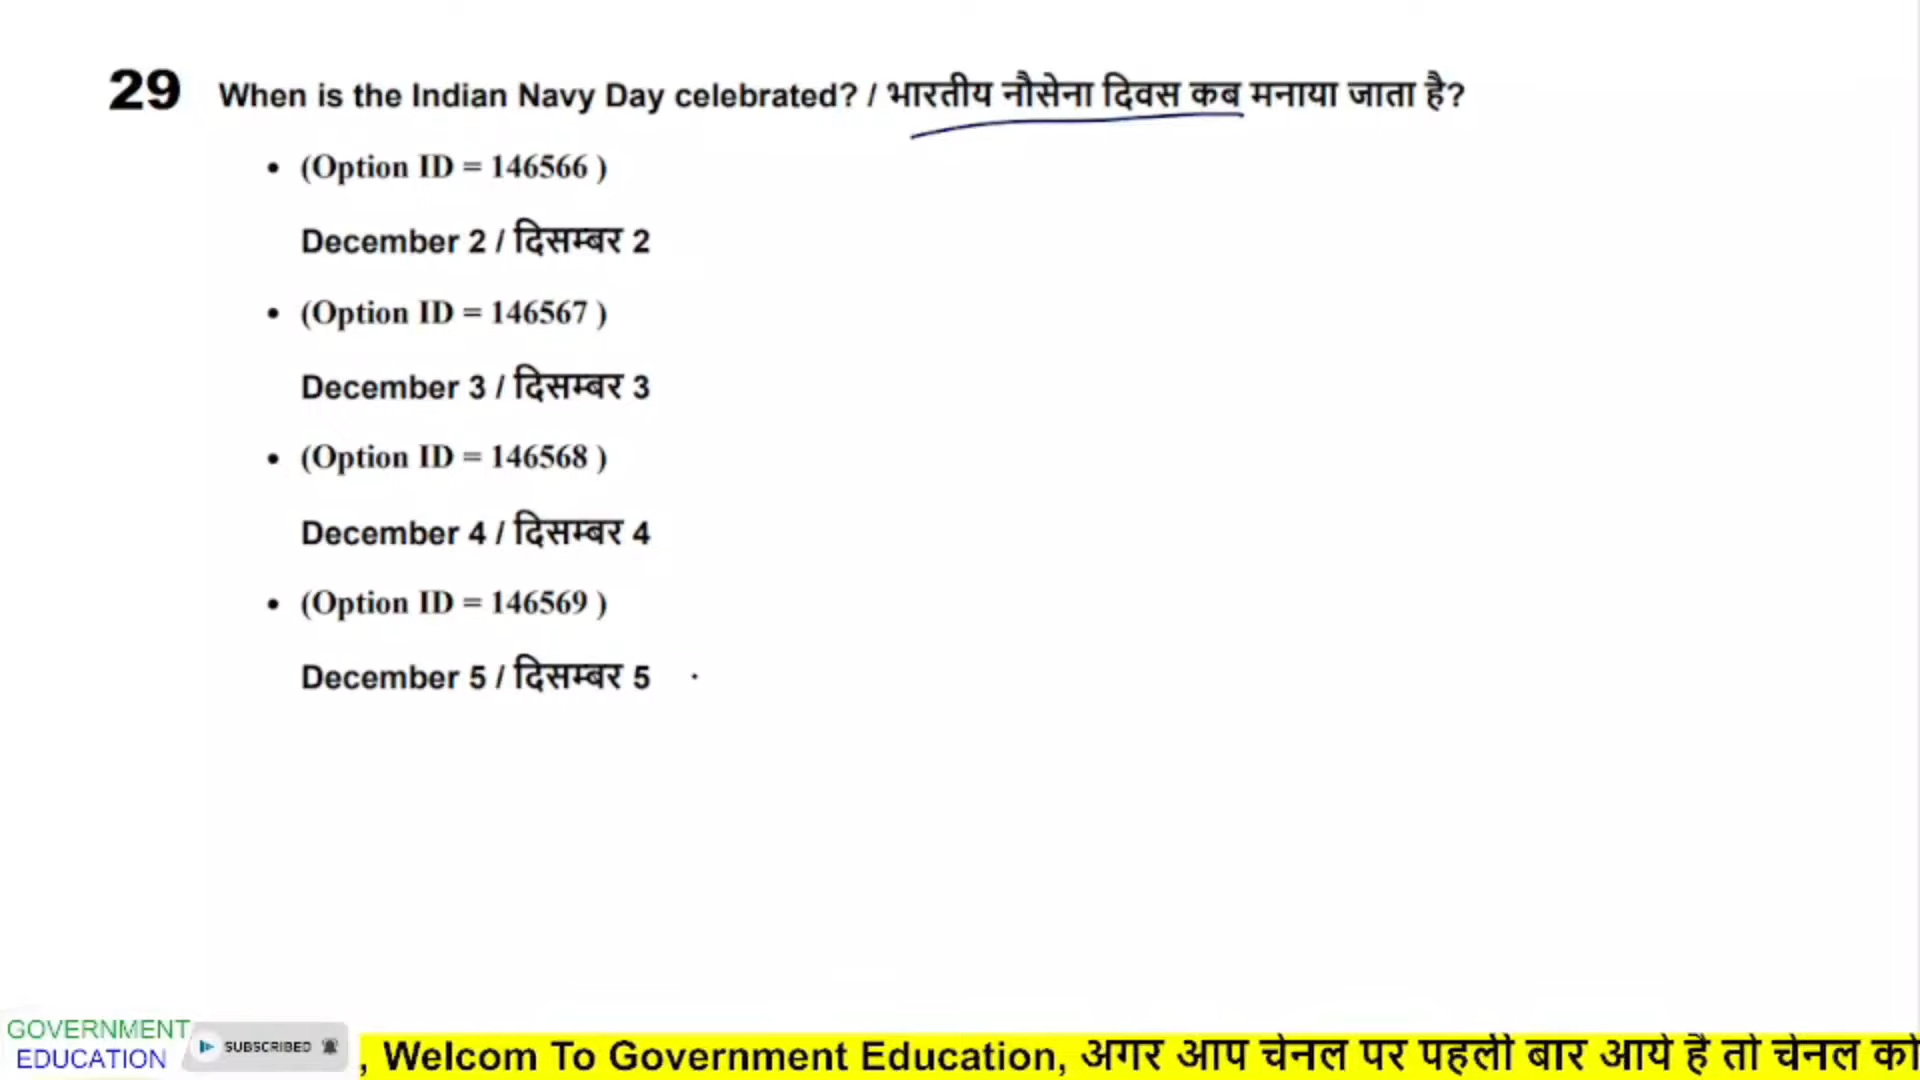 29 When is the Indian Navy Day celebrated? / भारतीय नौसेना दिवस कब मनाया जाता है?
• (Option ID = 146566 )
December 2 / दिसम्बर 2
• (Option ID = 146567 )
December 3 / दिसम्बर 3
• (Option ID = 146568 )
December 4 / दिसम्बर 4
• (Option ID = 146569 )
December 5 / दिसम्बर 5
GOVERNMENT
EDUCATION
SUBSCRIBED
, Welcom To Government Education, अगर आप चेनल पर पहली बार आये है तो चेनल को